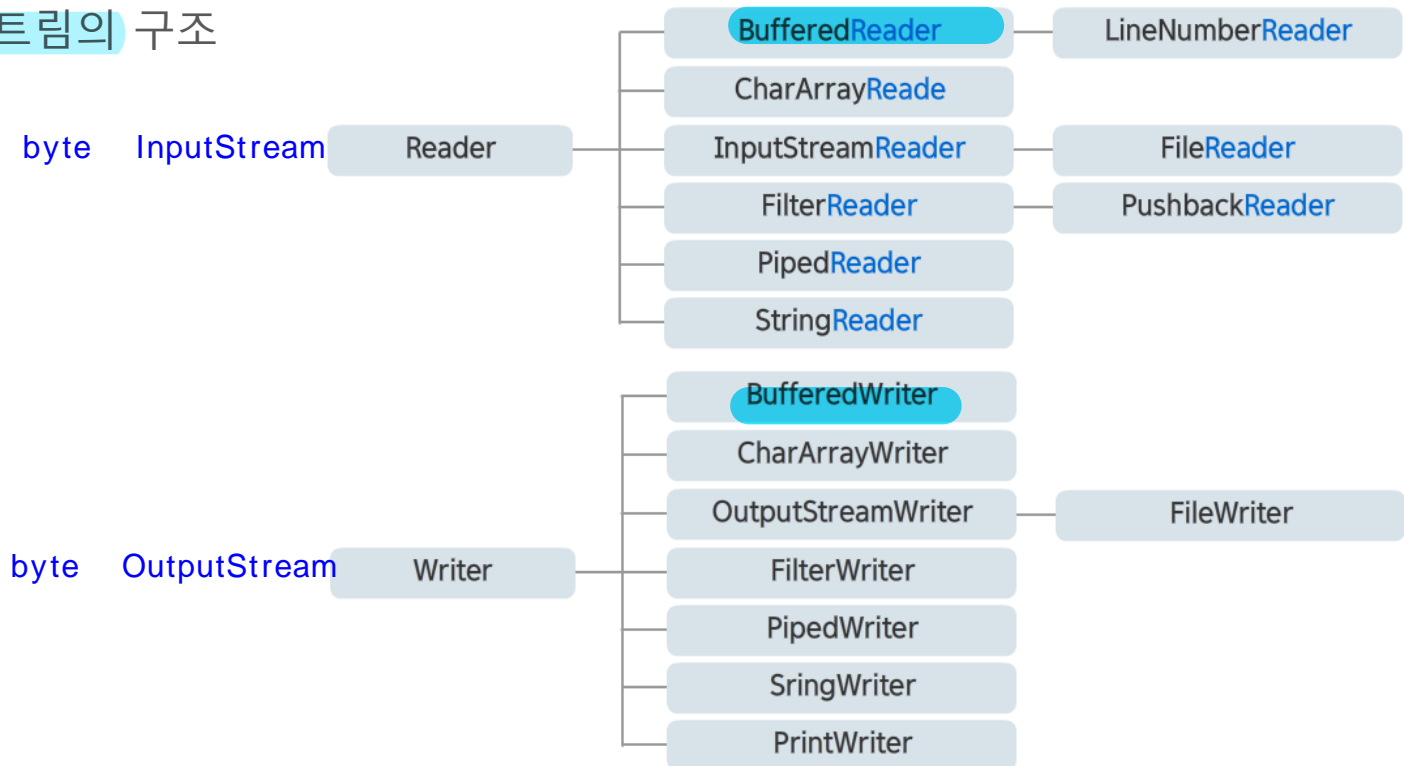 트림의 구조
BufferedReader LineNumberReader
CharArrayReade
byte InputStream Reader InputStreamReader FileReader
FilterReader PushbackReader
PipedReader
StringReader
BufferedWriter
CharArrayWriter
OutputStreamWriter FileWriter
byte OutputStream Writer FilterWriter
PipedWriter
SringWriter
PrintWriter